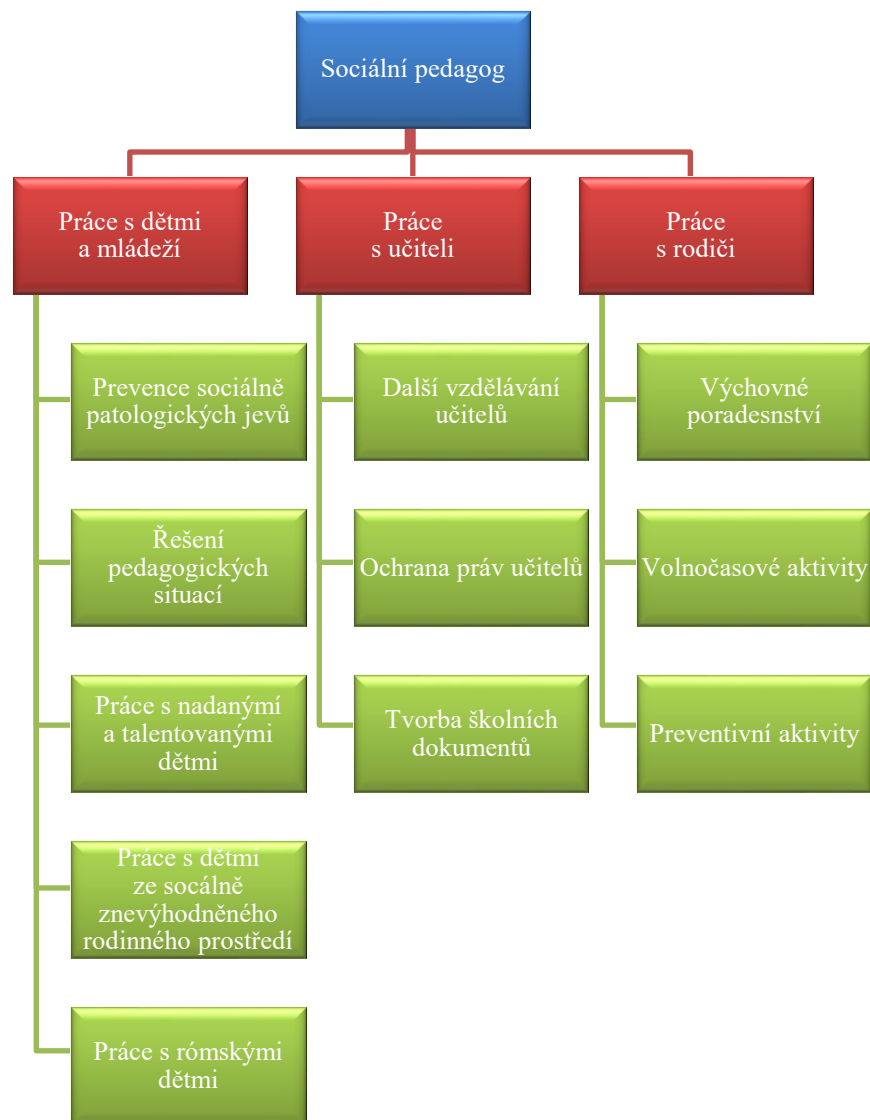 Sociální pedagog
Práce s dětmi
a mládeží
Práce
s učiteli
Práce
s rodiči
Prevence sociálně
patologických jevů
Další vzdělávání
učitelů
Výchovné
poradesnství
Řešení
pedagogických
situací
Ochrana práv učitelů
Volnočasové aktivity
Práce s nadanýmí
a talentovanými
dětmi
Tvorba školních
dokumentů
Preventivní aktivity
Práce s dětmi
ze socálně
znevýhodněného
rodinného prostředí
Práce s rómskými
dětmi